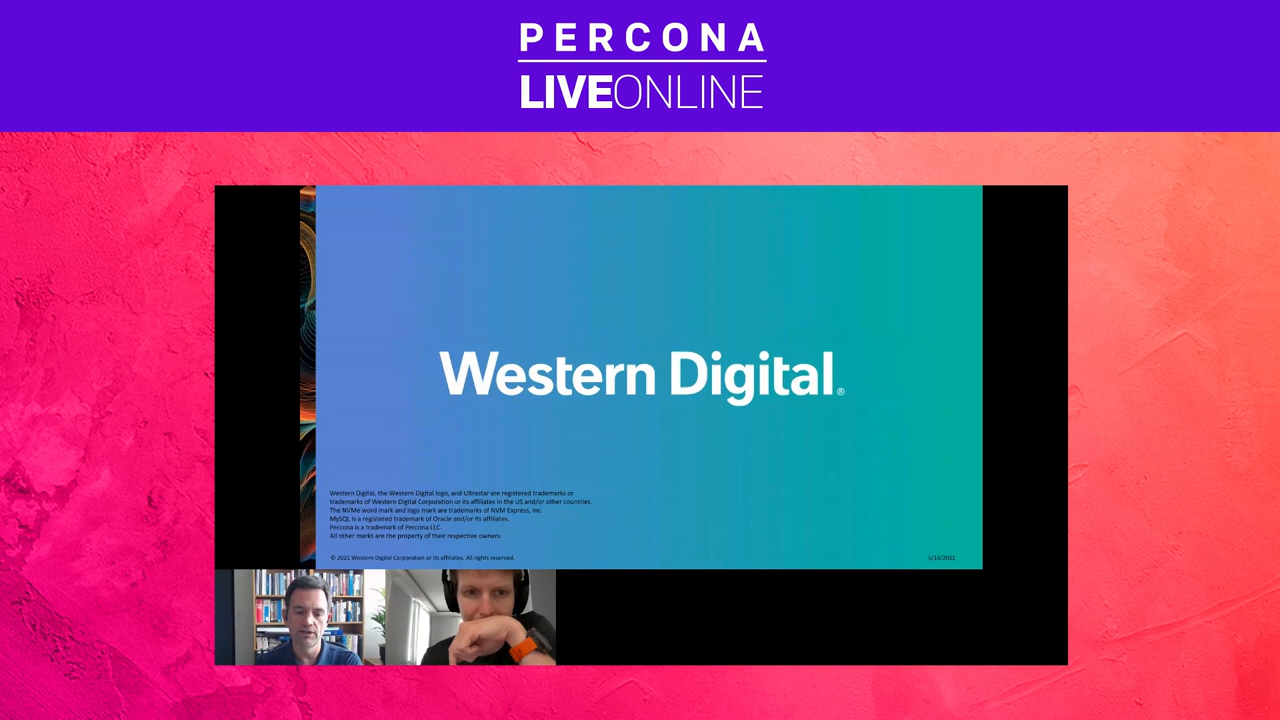 PERCONA
LIVEONLINE
Western Digital®
Western Digital, the Western Digital logo, and Ultrastar are registered trademarks or
trademarks of Western Digital Corporation or its affiliates in the US and/or other countries.
The NVMe word mark and logo mark are trademarks of NVM Express, Inc.
MySQL is a registered trademark of Oracle and/or its affiliates.
Percona is a trademark of Percona LLC.
All other marks are the property of their respective owners.
© 2021 Western Digital Corporation or its affiliates. All rights reserved.
5/13/2021